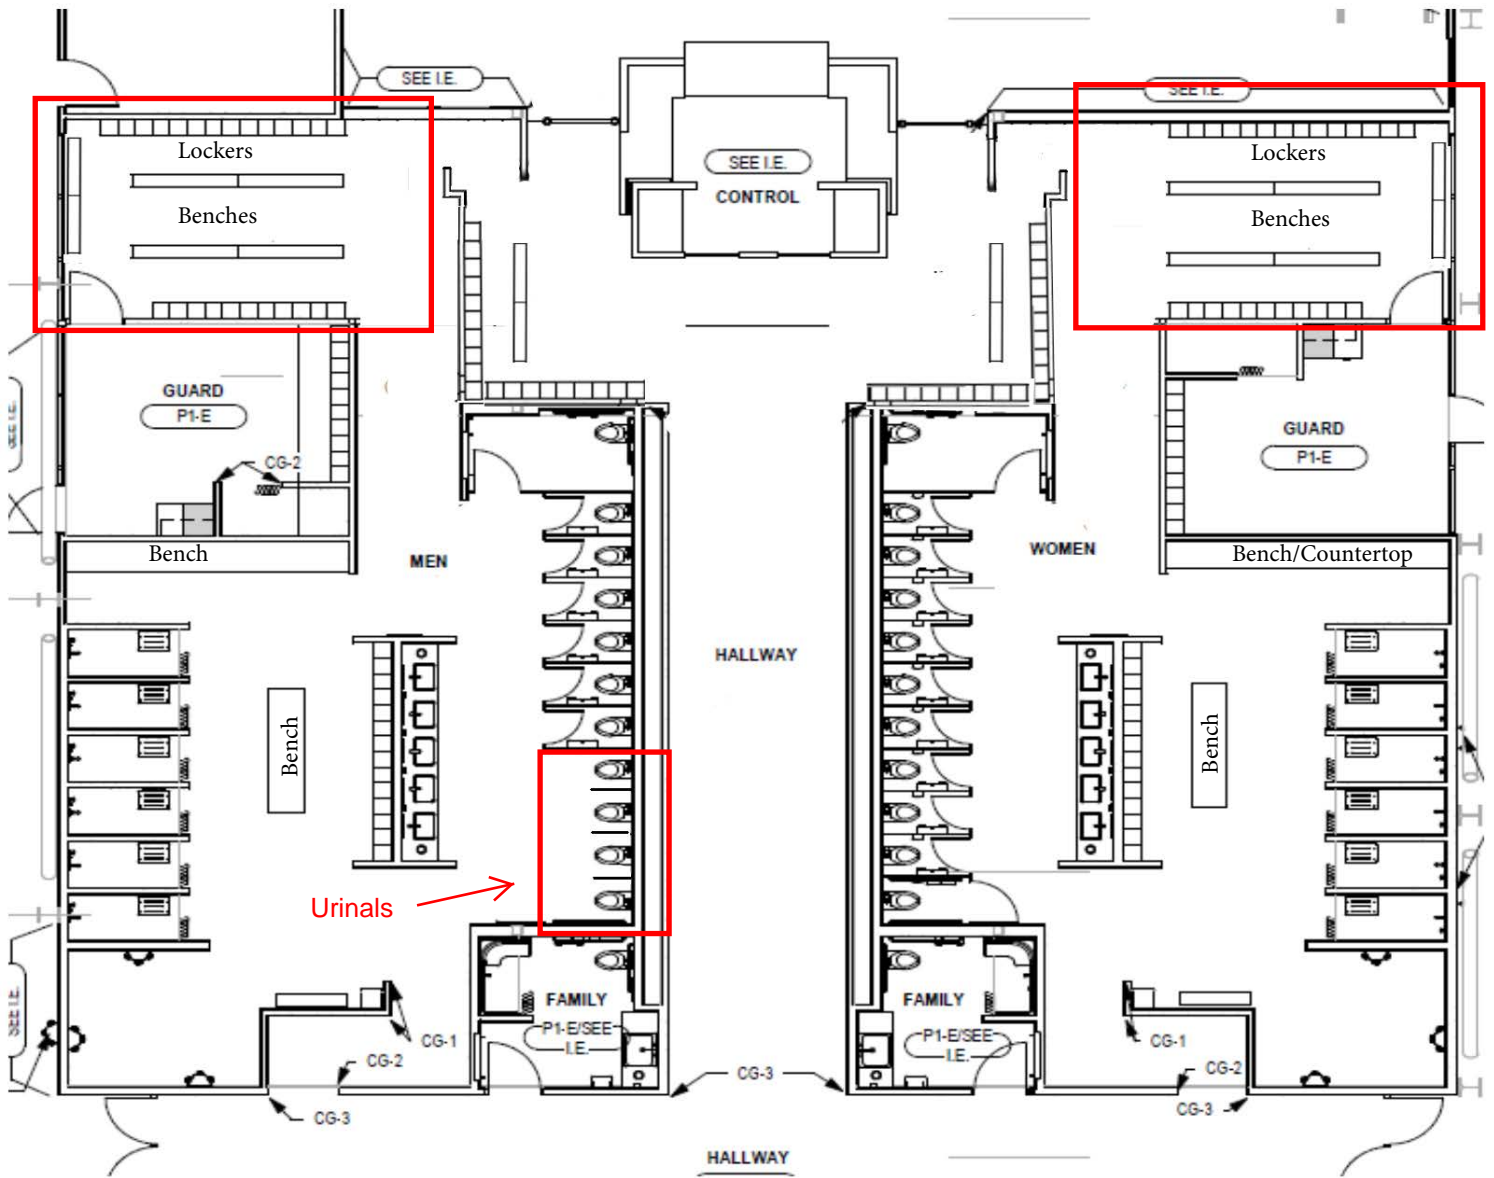 SEE I.E.
SEE I.E.
Lockers
Lockers
SEE I.E.
CONTROL
Benches
Benches
GUARD
P1-E
SEE I.E.
GUARD
P1-E
CG-2
Bench
MEN
WOMEN
Bench/Countertop
HALLWAY
Bench
Bench
Urinals
FAMILY
P1-E/SEE
I.E.
FAMILY
P1-E/SEE
I.E.
SEE I.E.
CG-1
CG-1
CG-2
CG-3
CG-2
CG-3
CG-3
HALLWAY